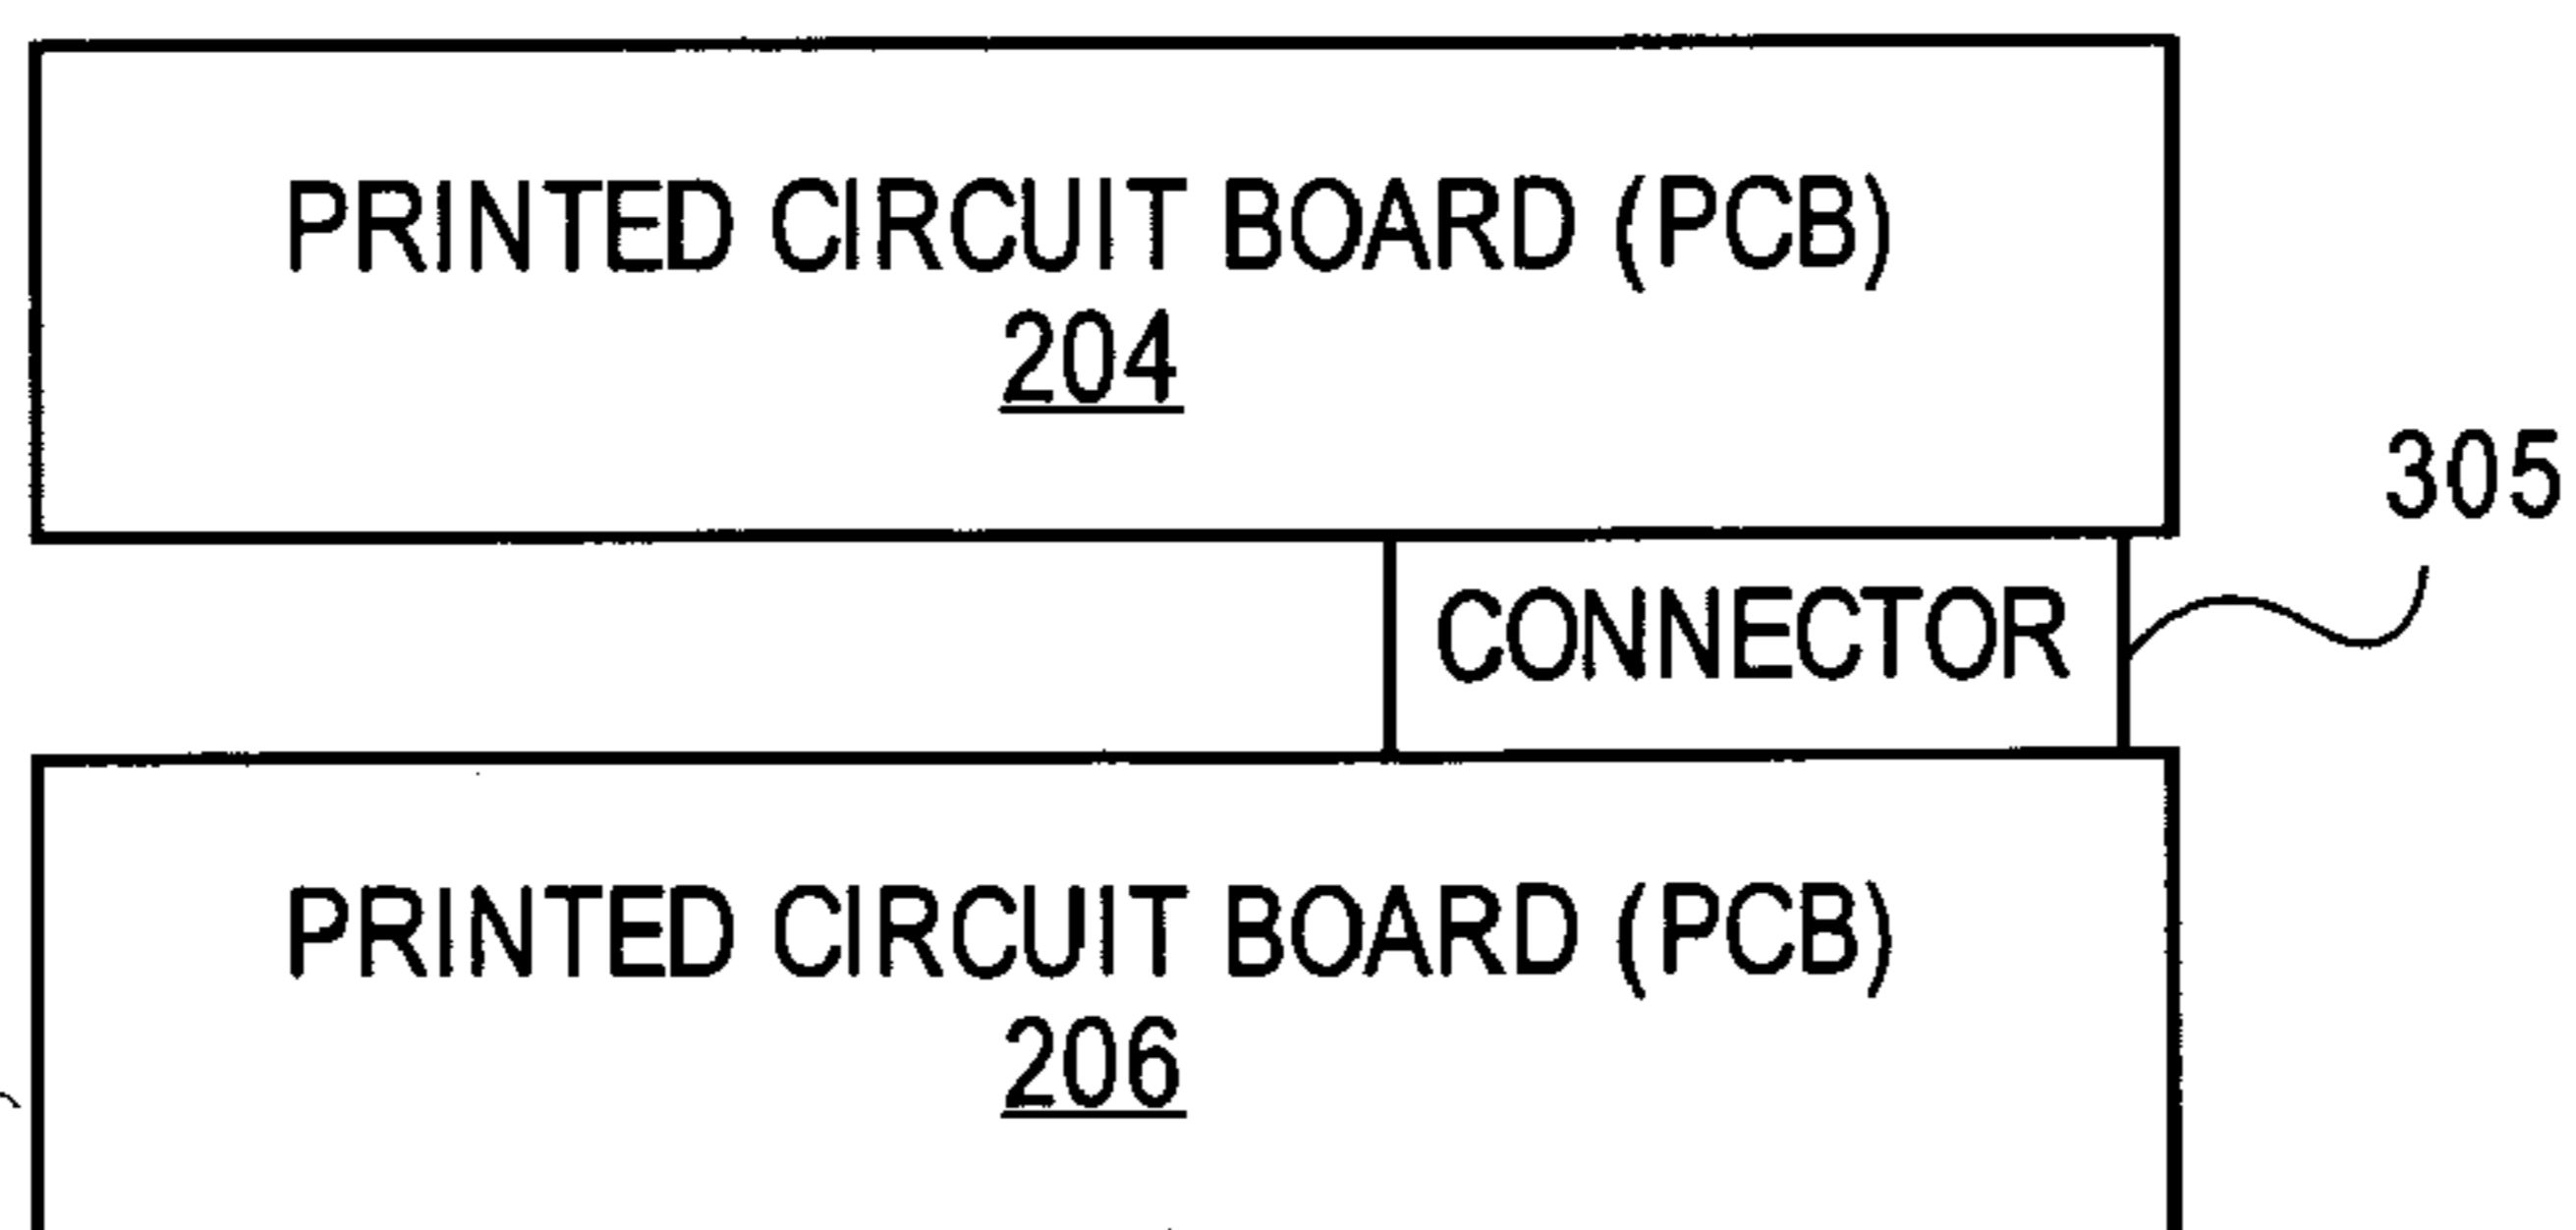 PRINTED CIRCUIT BOARD (PCB)
204
305
CONNECTOR
PRINTED CIRCUIT BOARD (PCB)
206